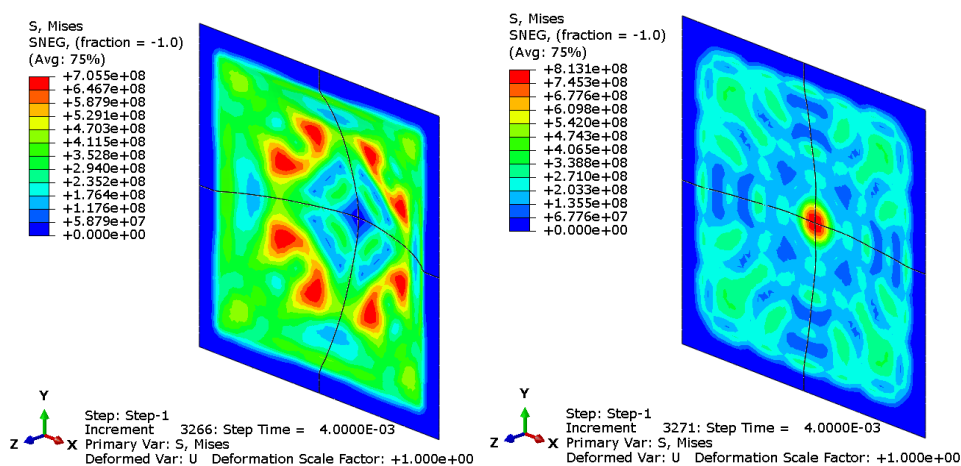 S, Mises
SNEG, (fraction = -1.0)
(Avg: 75%)
+7.055e+08
+6.467e+08
+5.879e+08
+5.291e+08
+4.703e+08
+4.115e+08
+3.528e+08
+2.940e+08
+2.352e+08
+1.764e+08
+1.176e+08
+5.879e+07
+0.000e+00
Y
Z
X
Step: Step-1
Increment 3266: Step Time = 4.0000E-03
Primary Var: S, Mises
Deformed Var: U Deformation Scale Factor: +1.000e+00
S, Mises
SNEG, (fraction = -1.0)
(Avg: 75%)
+8.131e+08
+7.453e+08
+6.776e+08
+6.098e+08
+5.420e+08
+4.743e+08
+4.065e+08
+3.388e+08
+2.710e+08
+2.033e+08
+1.355e+08
+6.776e+07
+0.000e+00
Y
Z
X
Step: Step-1
Increment 3271: Step Time = 4.0000E-03
Primary Var: S, Mises
Deformed Var: U Deformation Scale Factor: +1.000e+00